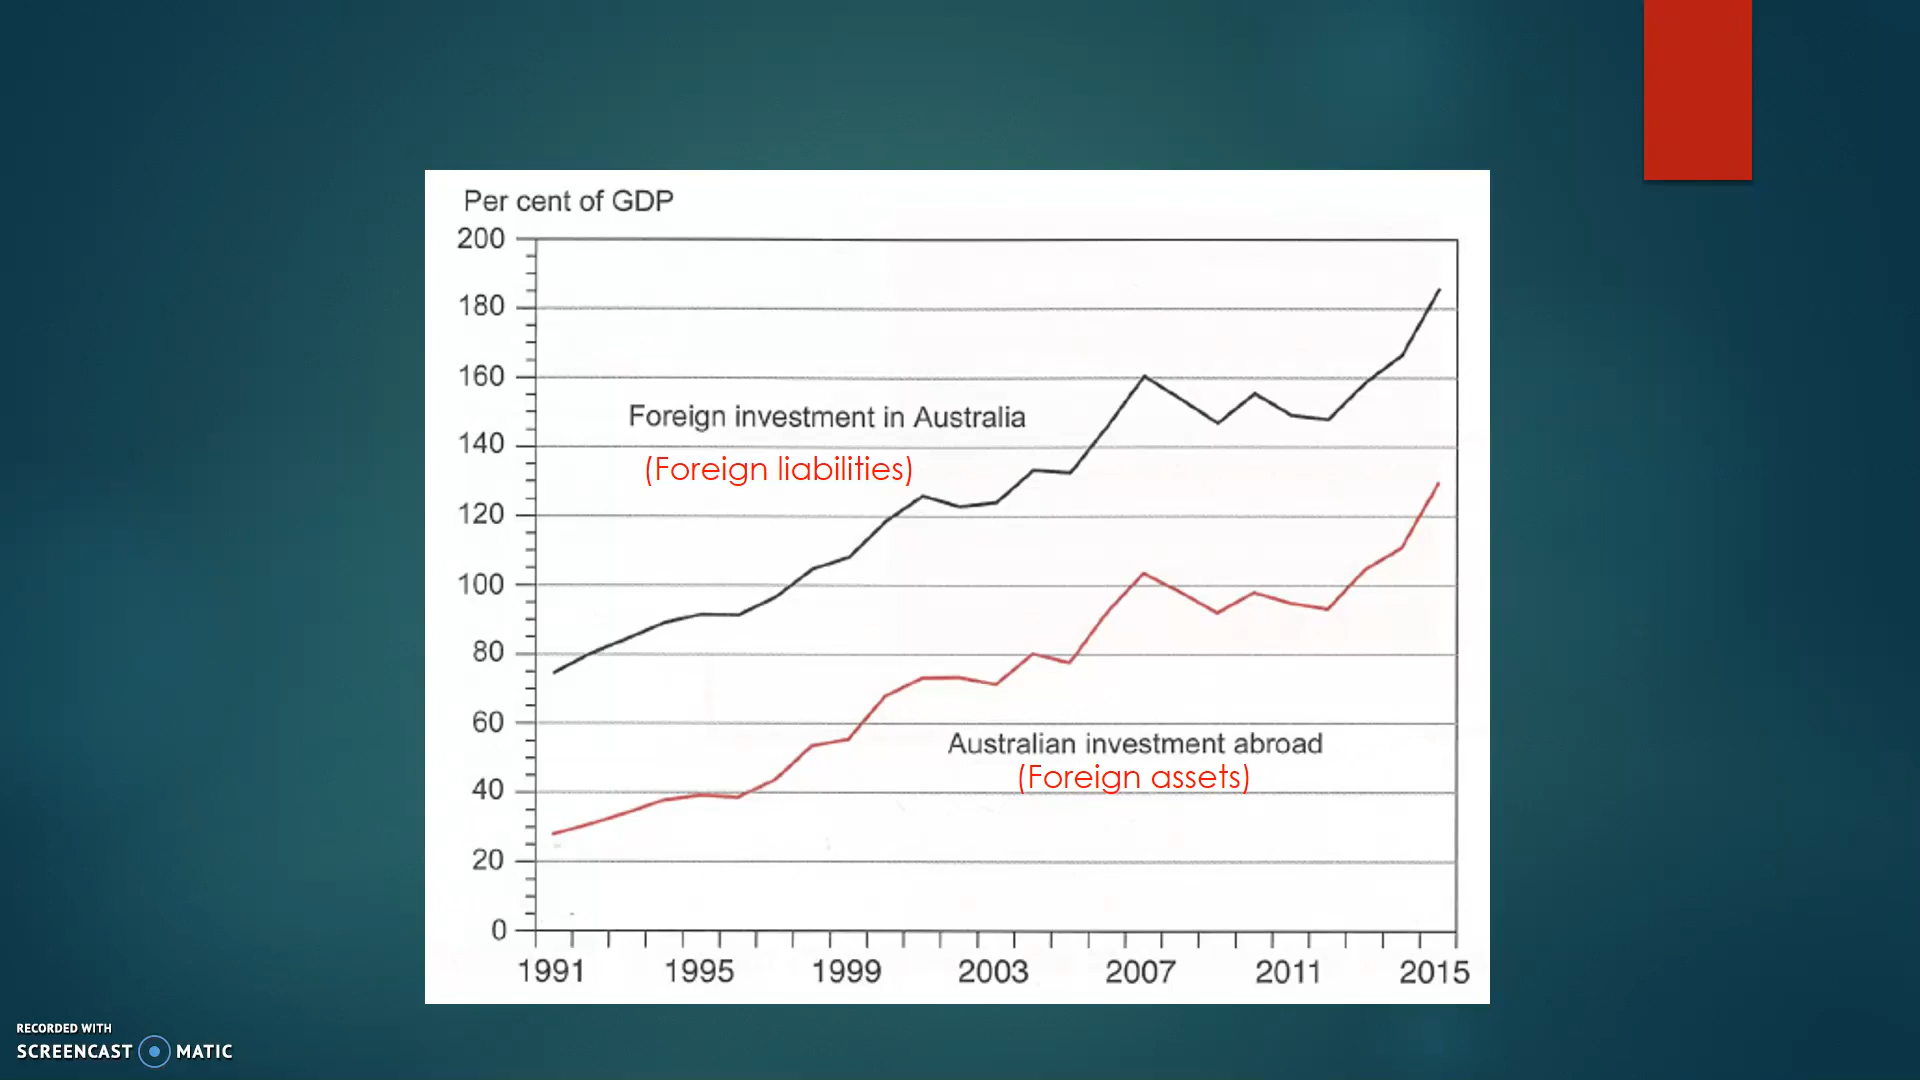 Per cent of GDP
200
180
160
Foreign investment in Australia
140
(Foreign liabilities)
120
100
80
60
Australian investment abroad
(Foreign assets)
40
20
0
1991 1995 1999 2003 2007 2011 2015
RECORDED WITH
SCREENCAST MATIC